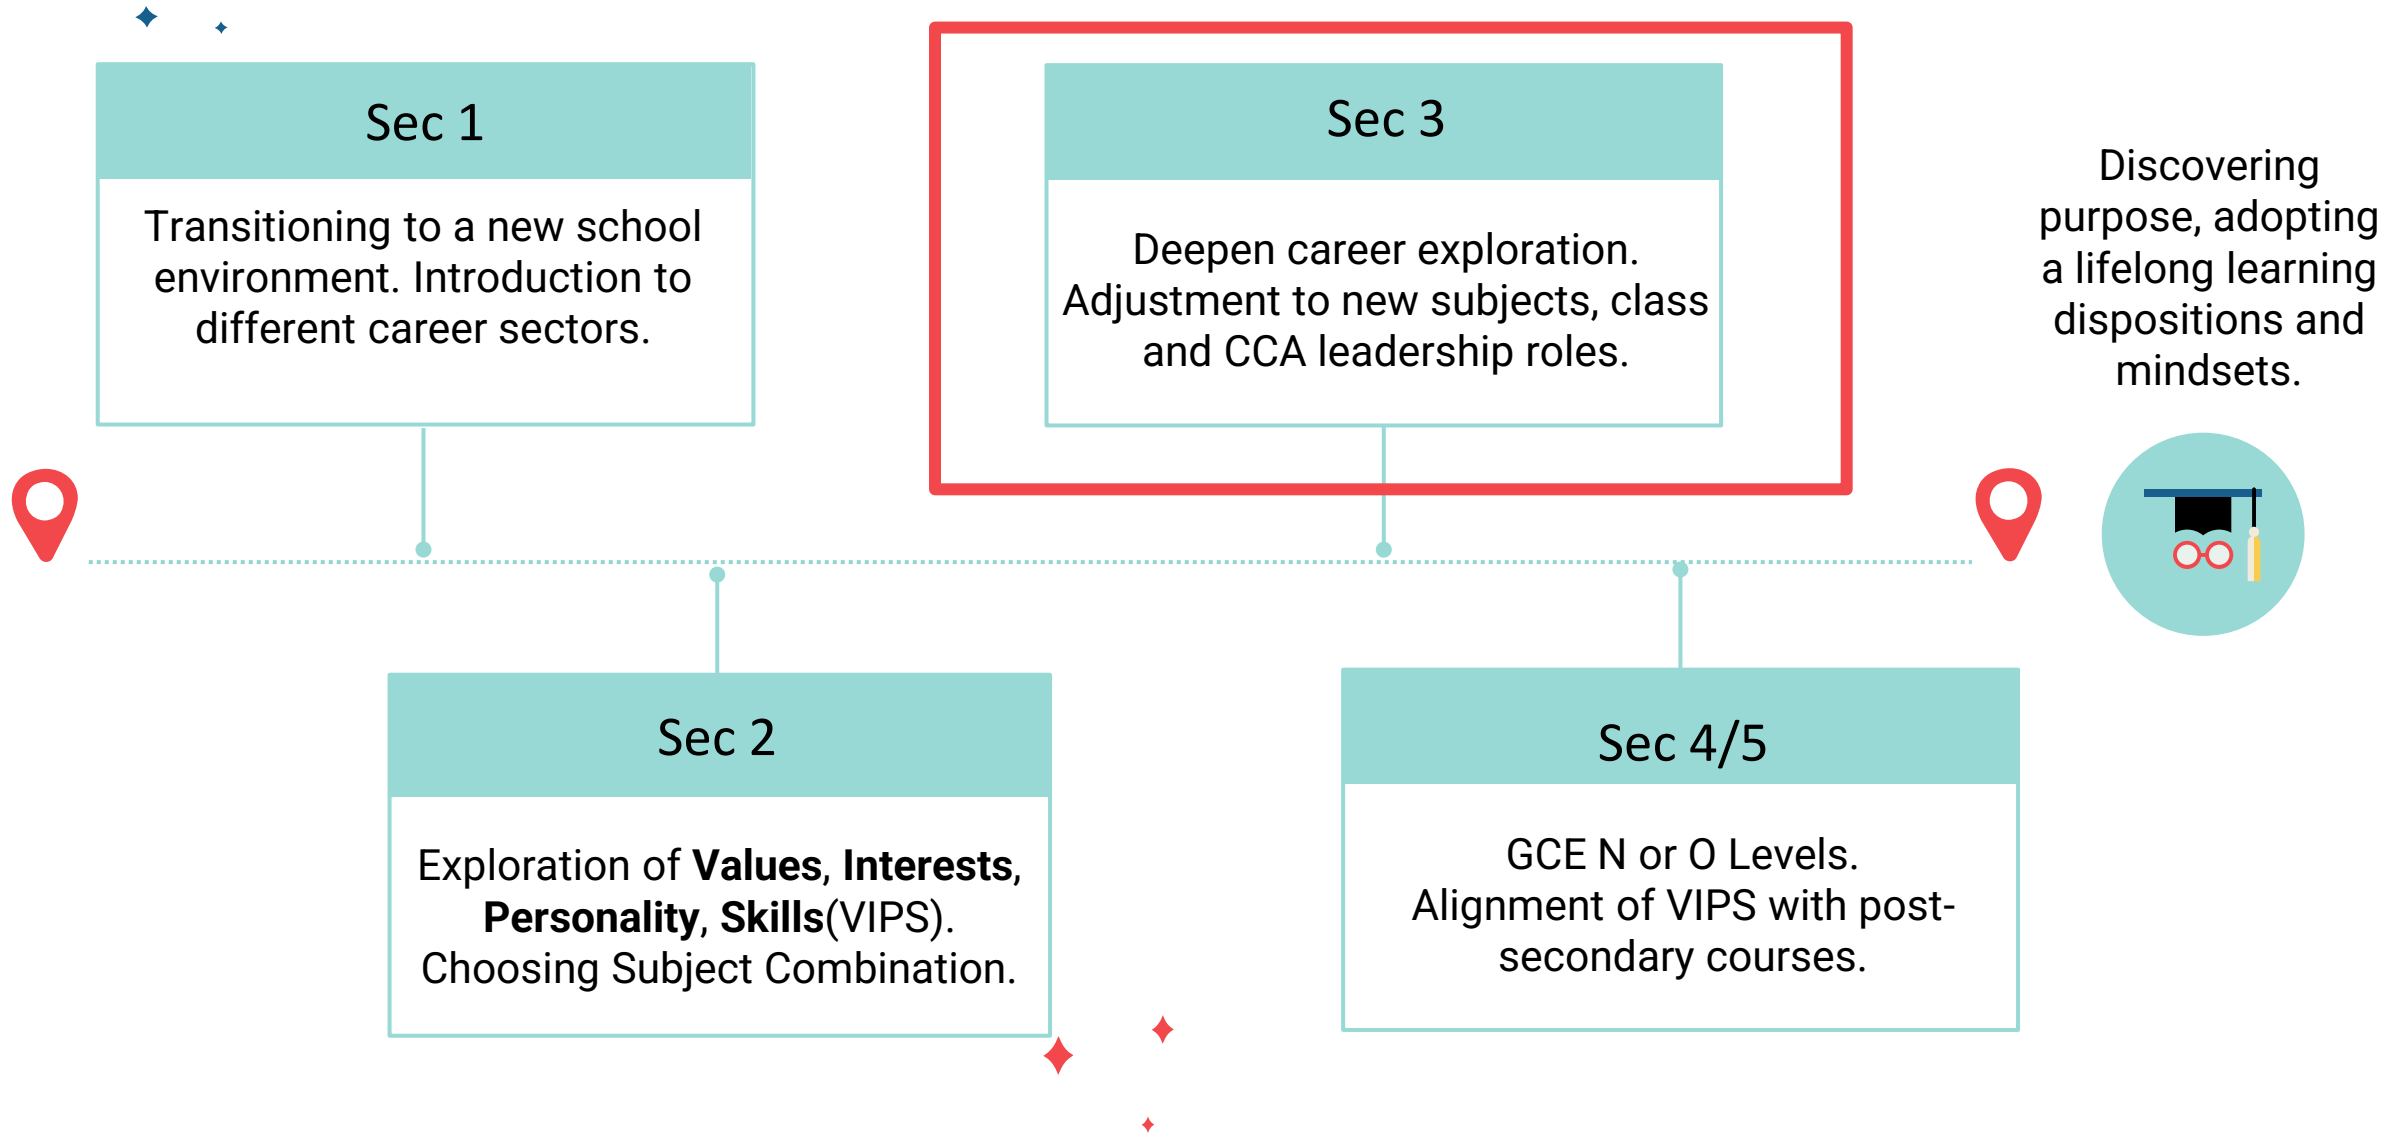 Sec 1
Transitioning to a new school
environment. Introduction to
different career sectors.
Sec 2
Exploration of Values, Interests,
Personality, Skills(VIPS).
Choosing Subject Combination.
Sec 3
Deepen career exploration.
Adjustment to new subjects, class
and CCA leadership roles.
Sec 4/5
GCE N or O Levels.
Alignment of VIPS with post-
secondary courses.
Discovering
purpose, adopting
a lifelong learning
dispositions and
mindsets.